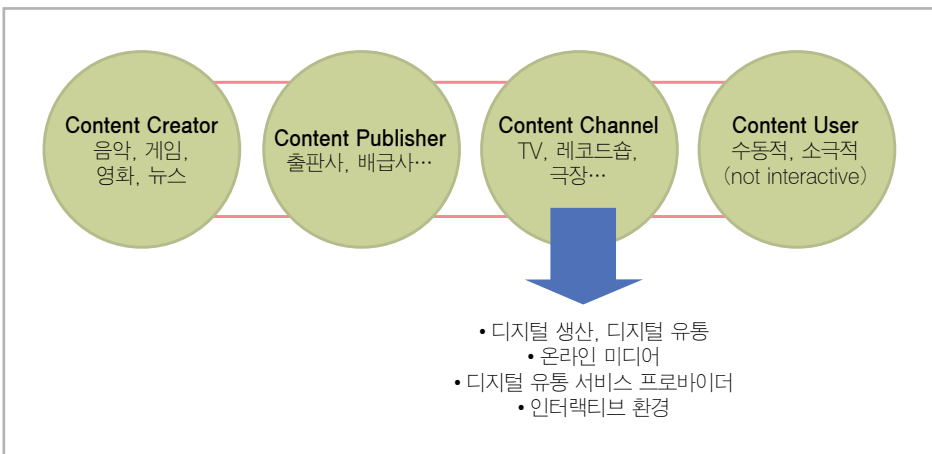 Content Creator
음악, 게임,
영화, 뉴스
Content Publisher
출판사, 배급사…
Content Channel
TV, 레코드숍,
극장…
Content User
수동적, 소극적
(not interactive)
• 디지털 생산, 디지털 유통
• 온라인 미디어
• 디지털 유통 서비스 프로바이더
• 인터랙티브 환경